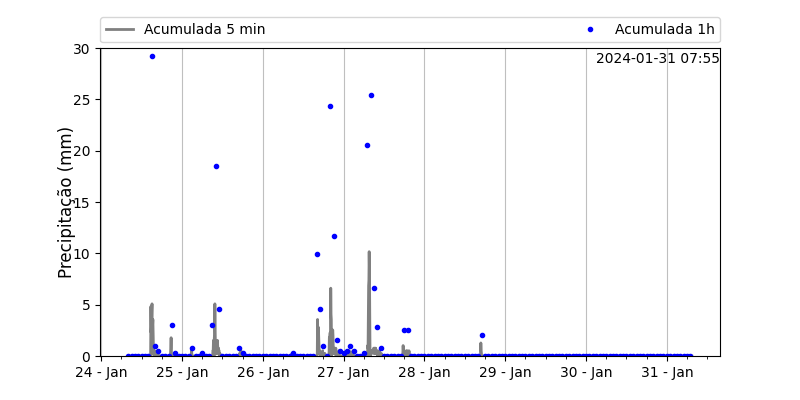 Acumulada 5 min
Acumulada 1h
2024-01-31 07:55
Precipitação (mm)
30
25
20
15
10
5
0
24 - Jan
25 - Jan
26 - Jan
27 - Jan
28 - Jan
29 - Jan
30 - Jan
31 - Jan